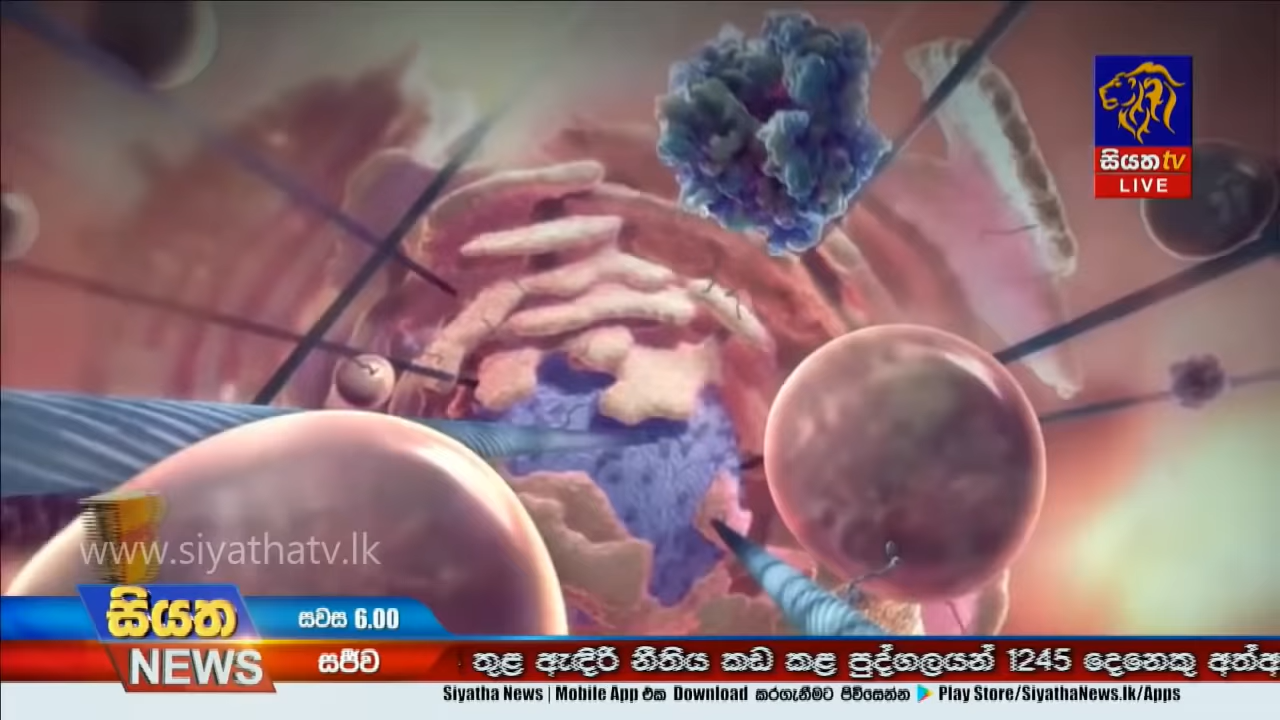 සියත tv
LIVE
www.siyathatv.lk
සියත
NEWS
සවස 6.00
සජීව
තුළ ඇඳිරි නීතිය කඩ කළ පුද්ගලයන් 1245 දෙනෙකු
Siyatha News | Mobile App එක Download කරගැනීමට පිවිසෙන්න Play Store/SiyathaNews.lk/Apps